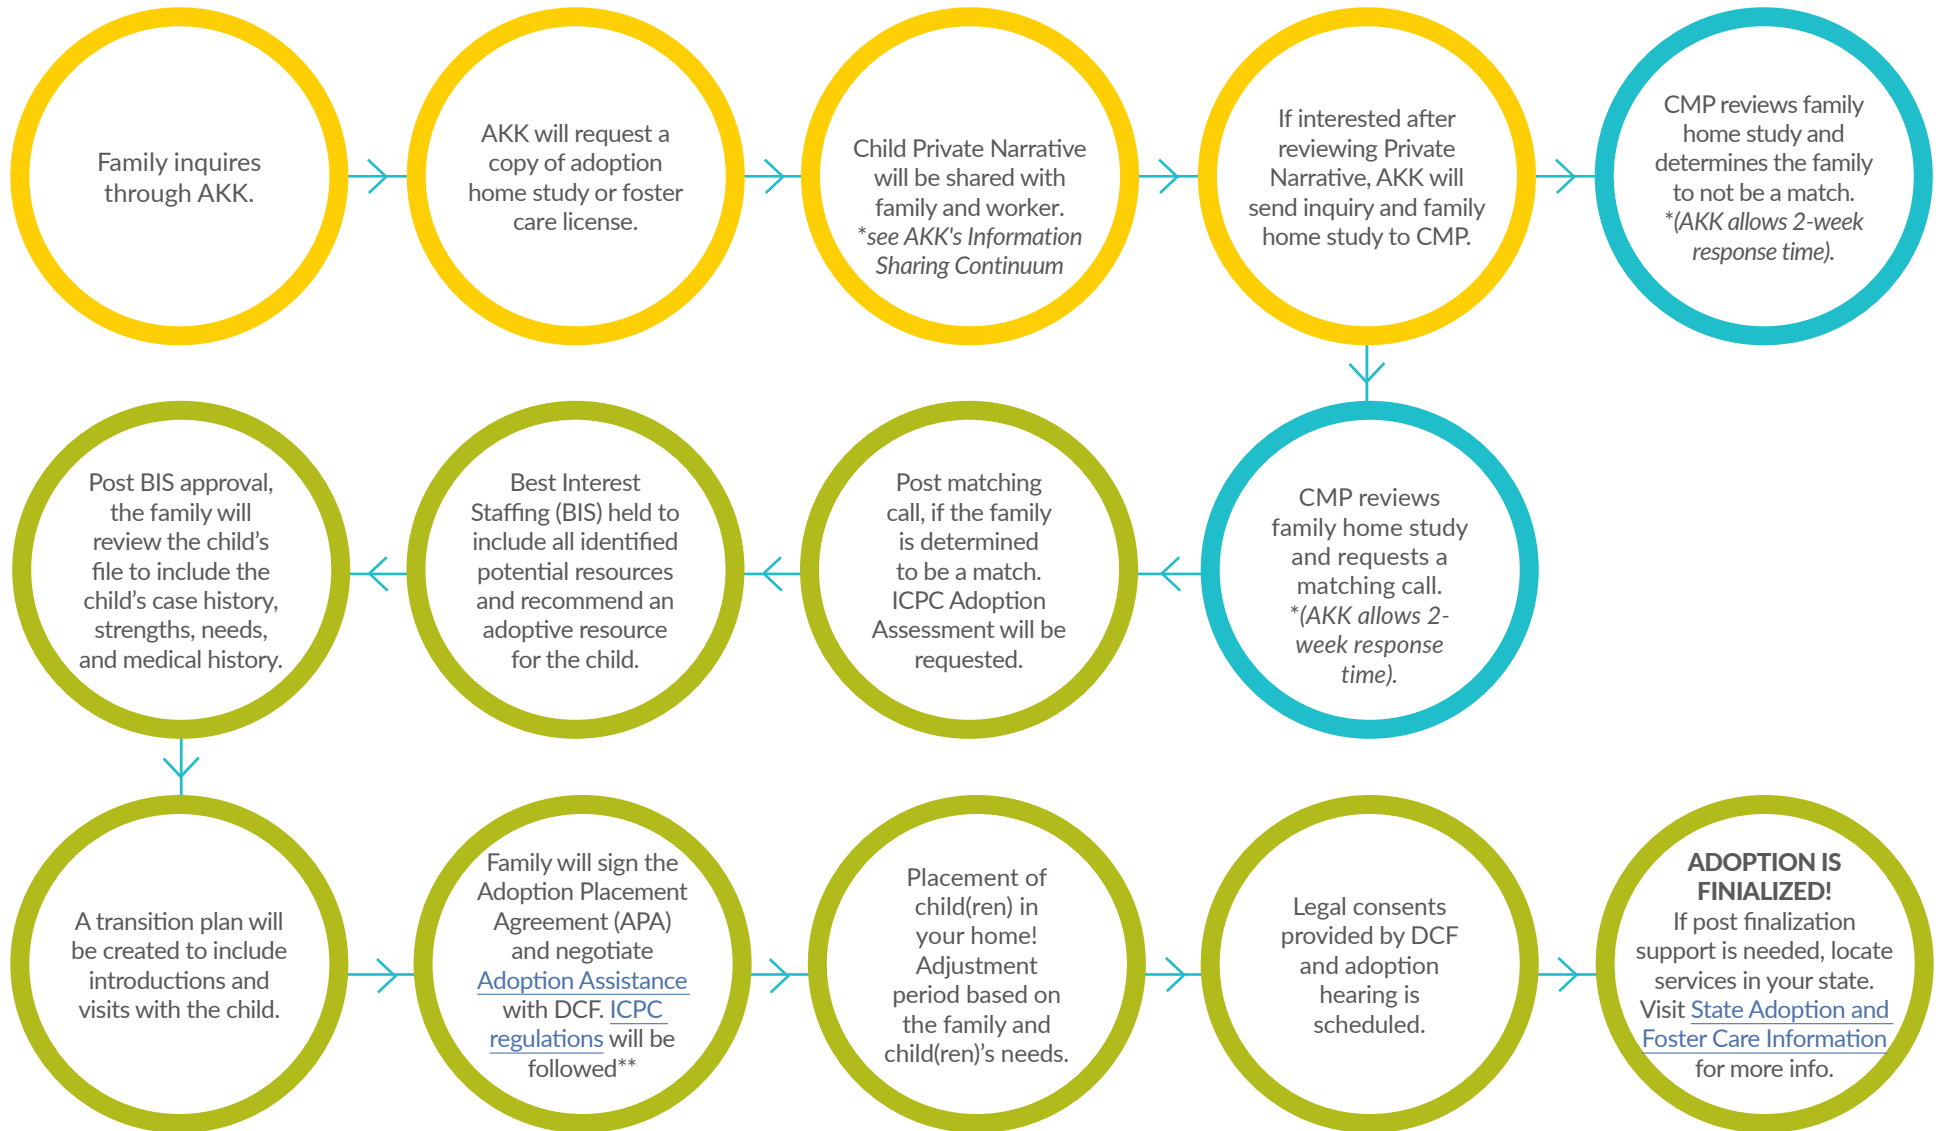 Family inquires
through AKK.
AKK will request a
copy of adoption
home study or foster
care license.
Child Private Narrative
will be shared with
family and worker.
*see AKK's Information
Sharing Continuum
If interested after
reviewing Private
Narrative, AKK will
send inquiry and family
home study to CMP.
CMP reviews family
home study and
determines the family
to not be a match.
*(AKK allows 2-week
response time).
CMP reviews
family home study
and requests a
matching call.
*(AKK allows 2-
week response
time).
Post matching
call, if the family
is determined
to be a match.
ICPC Adoption
Assessment will be
requested.
Best Interest
Staffing (BIS) held to
include all identified
potential resources
and recommend an
adoptive resource
for the child.
Post BIS approval,
the family will
review the child’s
file to include the
child’s case history,
strengths, needs,
and medical history.
A transition plan will
be created to include
introductions and
visits with the child.
Family will sign the
Adoption Placement
Agreement (APA)
and negotiate
Adoption Assistance
with DCF. ICPC
regulations will be
followed**
Placement of
child(ren) in
your home!
Adjustment
period based on
the family and
child(ren)’s needs.
Legal consents
provided by DCF
and adoption
hearing is
scheduled.
ADOPTION IS
FINIALIZED!
If post finalization
support is needed, locate
services in your state.
Visit State Adoption and
Foster Care Information
for more info.